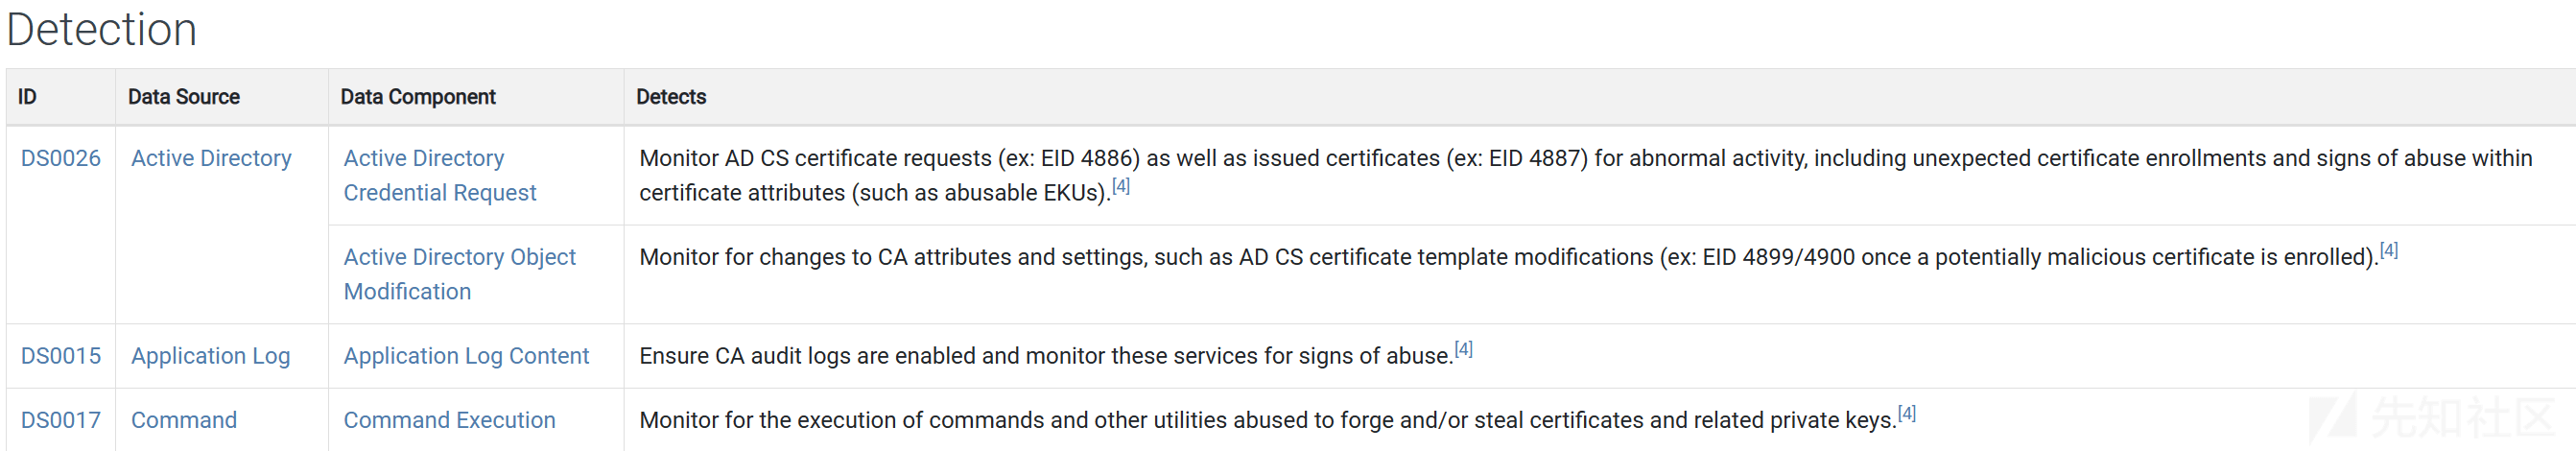 Detection
ID Data Source Data Component Detects
DS0026 Active Directory Active Directory Monitor AD CS certificate requests (ex: EID 4886) as well as issued certificates (ex: EID 4887) for abnormal activity, including unexpected certificate enrollments and signs of abuse within
Credential Request certificate attributes (such as abusable EKUs).[4]
Active Directory Object Monitor for changes to CA attributes and settings, such as AD CS certificate template modifications (ex: EID 4899/4900 once a potentially malicious certificate is enrolled).[4]
Modification
DS0015 Application Log Application Log Content Ensure CA audit logs are enabled and monitor these services for signs of abuse.[4]
DS0017 Command Command Execution Monitor for the execution of commands and other utilities abused to forge and/or steal certificates and related private keys.[4]
先知社区